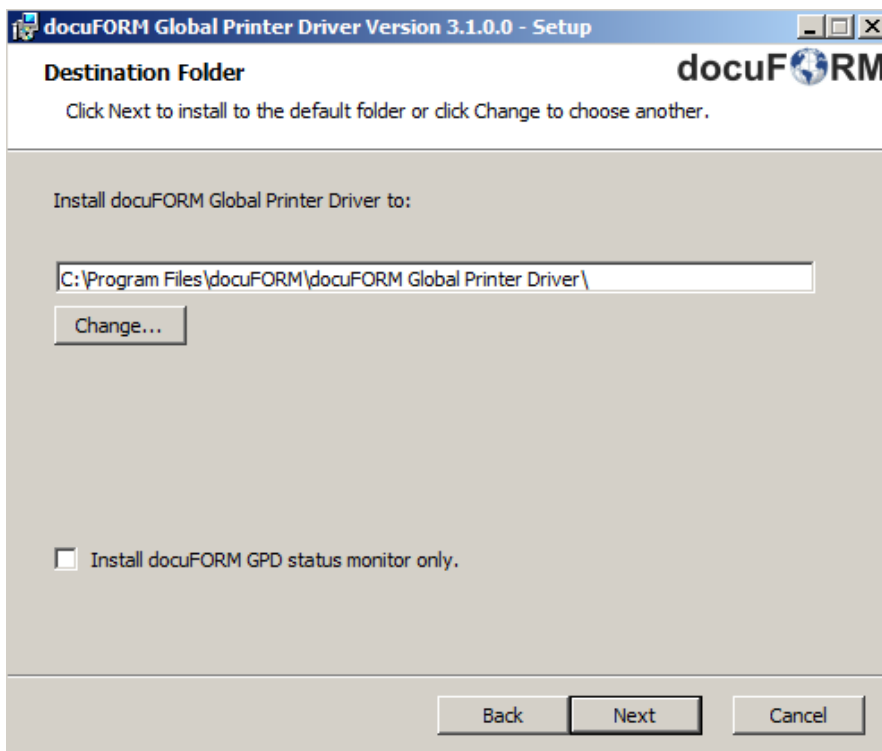 docuFORM Global Printer Driver Version 3.1.0.0 - Setup
Destination Folder
docuFORM
Click Next to install to the default folder or click Change to choose another.
Install docuFORM Global Printer Driver to:
C:\Program Files\docuFORM\docuFORM Global Printer Driver\
Change...
Install docuFORM GPD status monitor only.
Back Next Cancel